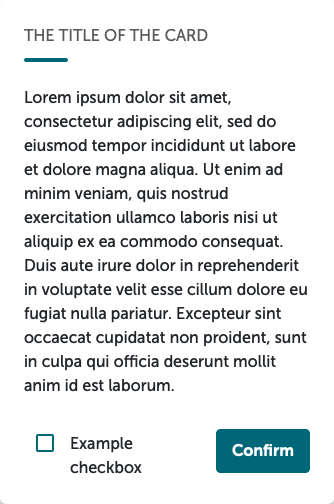 THE TITLE OF THE CARD
Lorem ipsum dolor sit amet,
consectetur adipiscing elit, sed do
eiusmod tempor incididunt ut labore
et dolore magna aliqua. Ut enim ad
minim veniam, quis nostrud
exercitation ullamco laboris nisi ut
aliquip ex ea commodo consequat.
Duis aute irure dolor in reprehenderit
in voluptate velit esse cillum dolore eu
fugiat nulla pariatur. Excepteur sint
occaecat cupidatat non proident, sunt
in culpa qui officia deserunt mollit
anim id est laborum.
Example
checkbox
Confirm